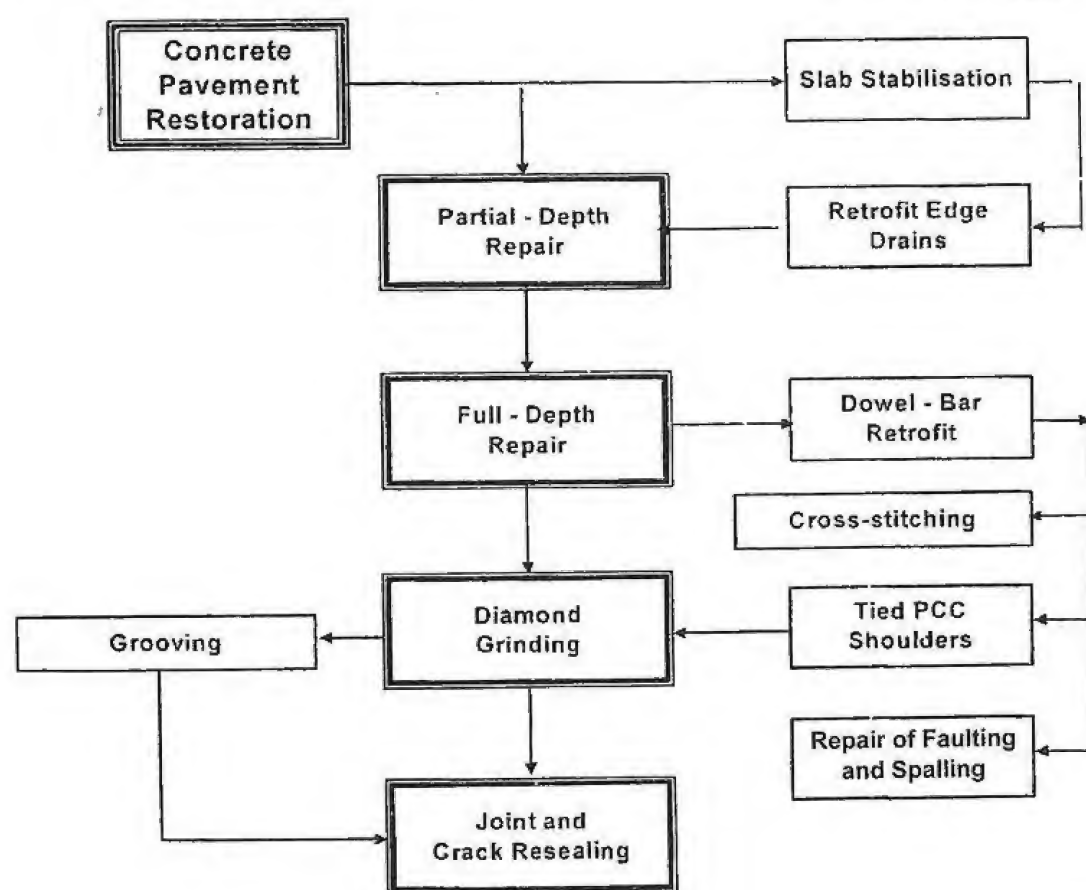 Concrete
Pavement
Restoration
Slab Stabilisation
Partial - Depth
Repair
Retrofit Edge
Drains
Full - Depth
Repair
Dowel - Bar
Retrofit
Cross-stitching
Diamond
Grinding
Tied PCC
Shoulders
Grooving
Repair of Faulting
and Spalling
Joint and
Crack Resealing